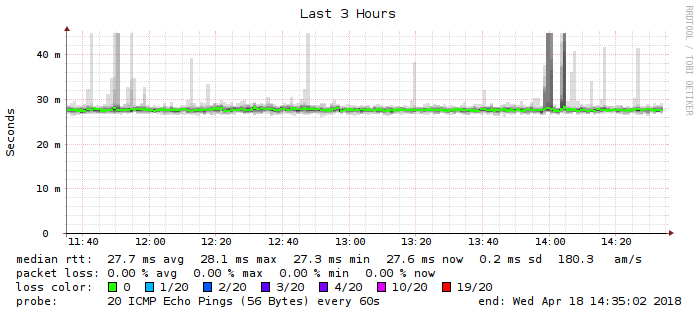 Last 3 Hours
RRDTOOL / TOBI OETIKER
Seconds
40 m
30 m
20 m
10 m
0
11:40 12:00 12:20 12:40 13:00 13:20 13:40 14:00 14:20
median rtt: 27.7 ms avg 28.1 ms max 27.3 ms min 27.6 ms now 0.2 ms sd 180.3 am/s
packet loss: 0.00 % avg 0.00 % max 0.00 % min 0.00 % now
loss color: 0 1/20 2/20 3/20 4/20 10/20 19/20
probe: 20 ICMP Echo Pings (56 Bytes) every 60s end: Wed Apr 18 14:35:02 2018